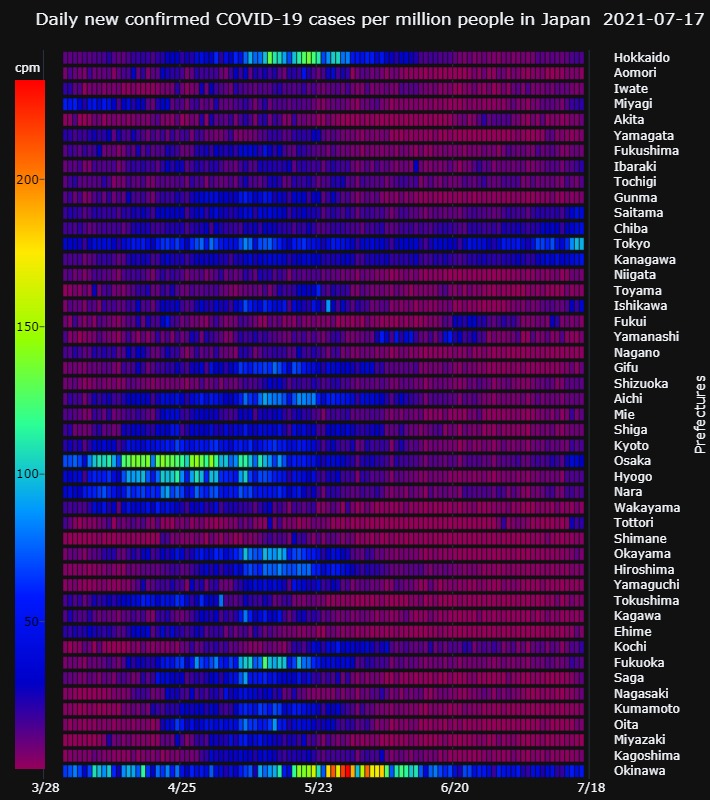 Daily new confirmed COVID-19 cases per million people in Japan  2021-07-17
cpm
200
150
100
50
Hokkaido
Aomori
Iwate
Miyagi
Akita
Yamagata
Fukushima
Ibaraki
Tochigi
Gunma
Saitama
Chiba
Tokyo
Kanagawa
Niigata
Toyama
Ishikawa
Fukui
Yamanashi
Nagano
Gifu
Shizuoka
Aichi
Mie
Shiga
Kyoto
Osaka
Hyogo
Nara
Wakayama
Tottori
Shimane
Okayama
Hiroshima
Yamaguchi
Tokushima
Kagawa
Ehime
Kochi
Fukuoka
Saga
Nagasaki
Kumamoto
Oita
Miyazaki
Kagoshima
Okinawa
Prefectures
3/28
4/25
5/23
6/20
7/18